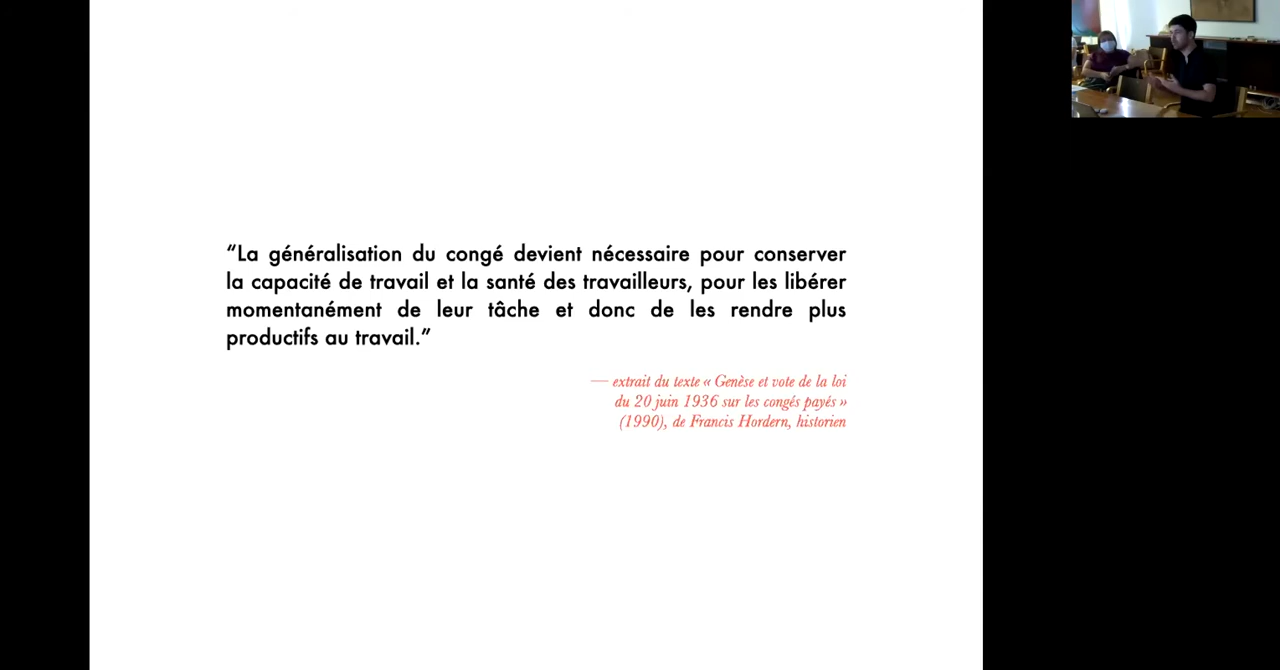 “La généralisation du congé devient nécessaire pour conserver
la capacité de travail et la santé des travailleurs, pour les libérer
momentanément de leur tâche et donc de les rendre plus
productifs au travail.”
— extrait du texte « Genèse et vote de la loi
du 20 juin 1936 sur les congés payés »
(1990), de Francis Hordern, historien